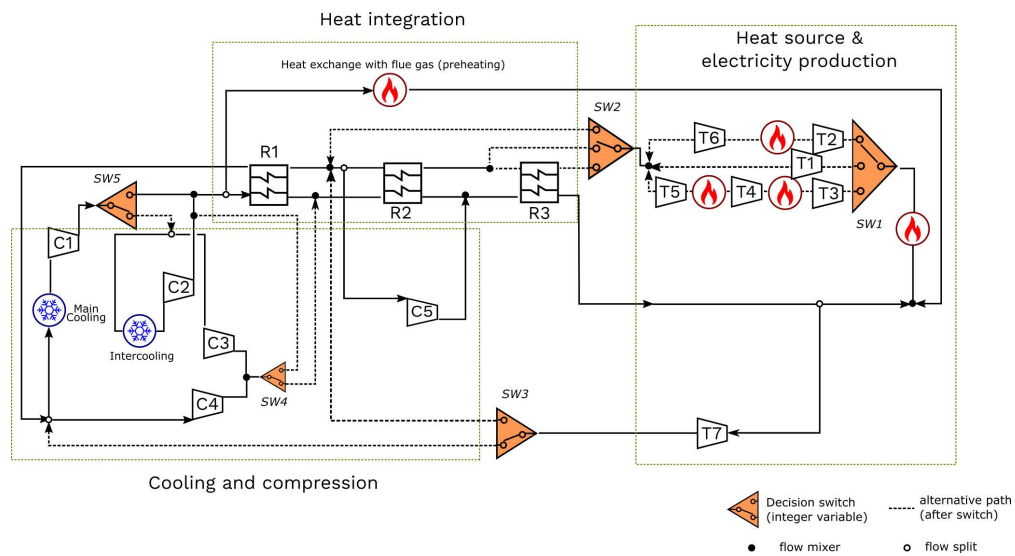 Heat integration
Heat source &
electricity production
Heat exchange with flue gas (preheating)
SW2
T6
T2
R1
T1
SW5
R2
R3
T5
T4
T3
SW1
C1
C2
C5
Main
Cooling
Intercooling
C3
SW4
C4
SW3
T7
Cooling and compression
Decision switch
(integer variable)
alternative path
(after switch)
flow mixer
flow split